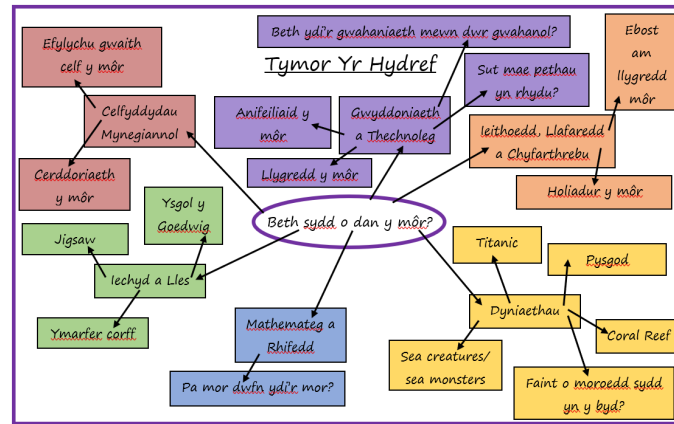 Tymor Yr Hydref
Efylychu gwaith
celf y môr
Celfyddydau
Mynegiannol
Cerddoriaeth
y môr
Beth ydi'r gwahaniaeth mewn dwr gwahanol?
Sut mae pethau
yn rhydu?
Anifeiliaid y
môr
Gwyddoniaeth
a Thechnoleg
Llygredd y môr
Ebost
am
llygredd
môr
Ieithoedd, Llafaredd
a Chyfarthrebu
Holiadur y môr
Beth sydd o dan y môr?
Ysgol y
Goedwig
Jigsaw
Iechyd a Lles
Ymarfer corff
Mathemateg a
Rhifedd
Pa mor dwfn ydi'r mor?
Titanic
Pysgod
Dyniaethau
Coral Reef
Sea creatures/
sea monsters
Faint o moroedd sydd
yn y byd?